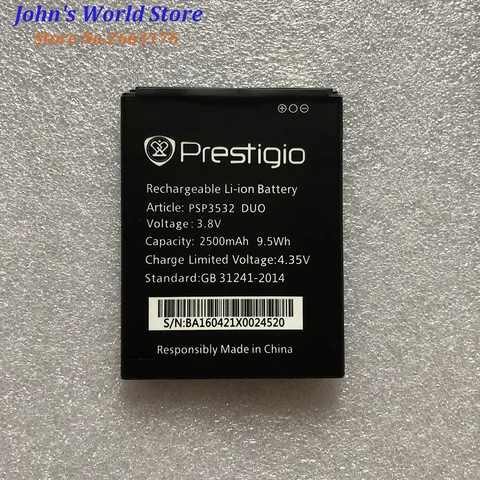 John's World Store
Store No.2663176
Prestigio
Rechargeable Li-ion Battery
Article: PSP3532 DUO
Voltage: 3.8V
Capacity: 2500mAh 9.5Wh
Charge Limited Voltage:4.35V
Standard:GB 31241-2014
S/N:BA160421X0024520
Responsibly Made in China